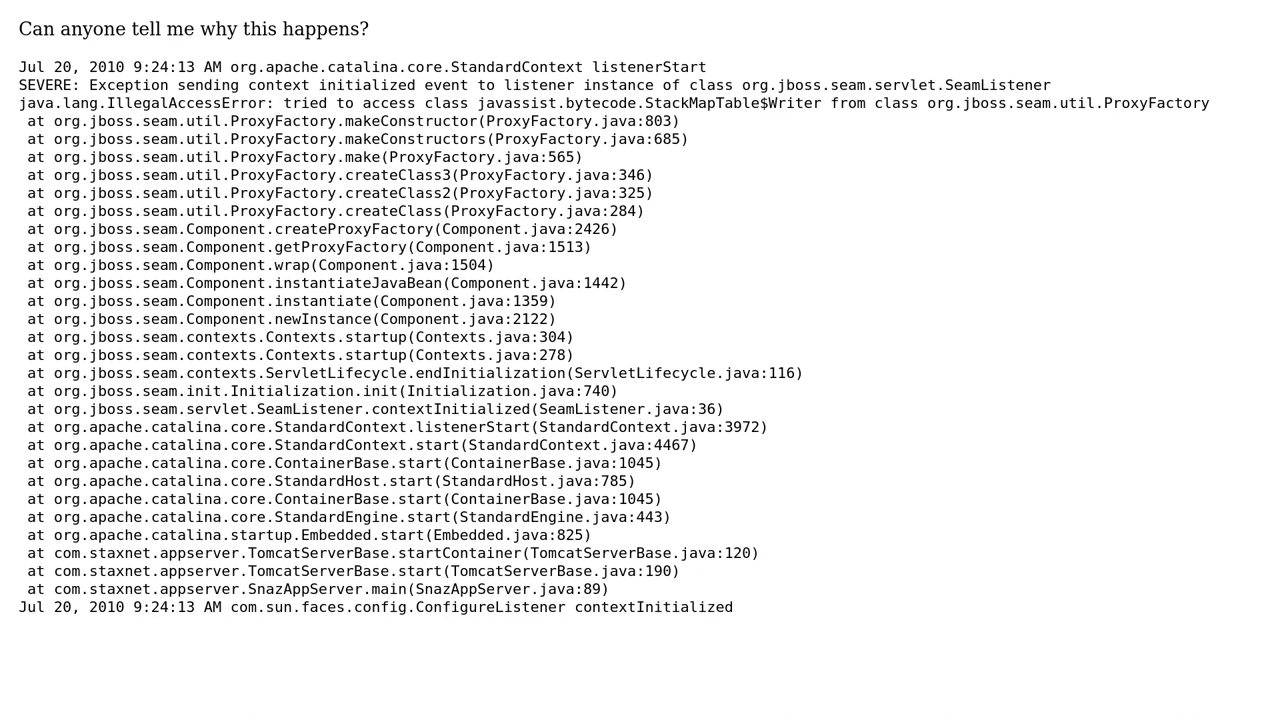 Can anyone tell me why this happens?
Jul 20, 2010 9:24:13 AM org.apache.catalina.core.StandardContext listenerStart
SEVERE: Exception sending context initialized event to listener instance of class org.jboss.seam.servlet.SeamListener
java.lang.IllegalAccessError: tried to access class javassist.bytecode.StackMapTable$Writer from class org.jboss.seam.util.ProxyFactory
 at org.jboss.seam.util.ProxyFactory.makeConstructor(ProxyFactory.java:803)
 at org.jboss.seam.util.ProxyFactory.makeConstructors(ProxyFactory.java:685)
 at org.jboss.seam.util.ProxyFactory.make(ProxyFactory.java:565)
 at org.jboss.seam.util.ProxyFactory.createClass3(ProxyFactory.java:346)
 at org.jboss.seam.util.ProxyFactory.createClass2(ProxyFactory.java:325)
 at org.jboss.seam.util.ProxyFactory.createClass(ProxyFactory.java:284)
 at org.jboss.seam.Component.createProxyFactory(Component.java:2426)
 at org.jboss.seam.Component.getProxyFactory(Component.java:1513)
 at org.jboss.seam.Component.wrap(Component.java:1504)
 at org.jboss.seam.Component.instantiateJavaBean(Component.java:1442)
 at org.jboss.seam.Component.instantiate(Component.java:1359)
 at org.jboss.seam.Component.newInstance(Component.java:2122)
 at org.jboss.seam.contexts.Contexts.startup(Contexts.java:304)
 at org.jboss.seam.contexts.Contexts.startup(Contexts.java:278)
 at org.jboss.seam.contexts.ServletLifecycle.endInitialization(ServletLifecycle.java:116)
 at org.jboss.seam.init.Initialization.init(Initialization.java:740)
 at org.jboss.seam.servlet.SeamListener.contextInitialized(SeamListener.java:36)
 at org.apache.catalina.core.StandardContext.listenerStart(StandardContext.java:3972)
 at org.apache.catalina.core.StandardContext.start(StandardContext.java:4467)
 at org.apache.catalina.core.ContainerBase.start(ContainerBase.java:1045)
 at org.apache.catalina.core.StandardHost.start(StandardHost.java:785)
 at org.apache.catalina.core.ContainerBase.start(ContainerBase.java:1045)
 at org.apache.catalina.core.StandardEngine.start(StandardEngine.java:443)
 at org.apache.catalina.startup.Embedded.start(Embedded.java:825)
 at com.staxnet.appserver.TomcatServerBase.startContainer(TomcatServerBase.java:120)
 at com.staxnet.appserver.TomcatServerBase.start(TomcatServerBase.java:190)
 at com.staxnet.appserver.SnazAppServer.main(SnazAppServer.java:89)
Jul 20, 2010 9:24:13 AM com.sun.faces.config.ConfigureListener contextInitialized